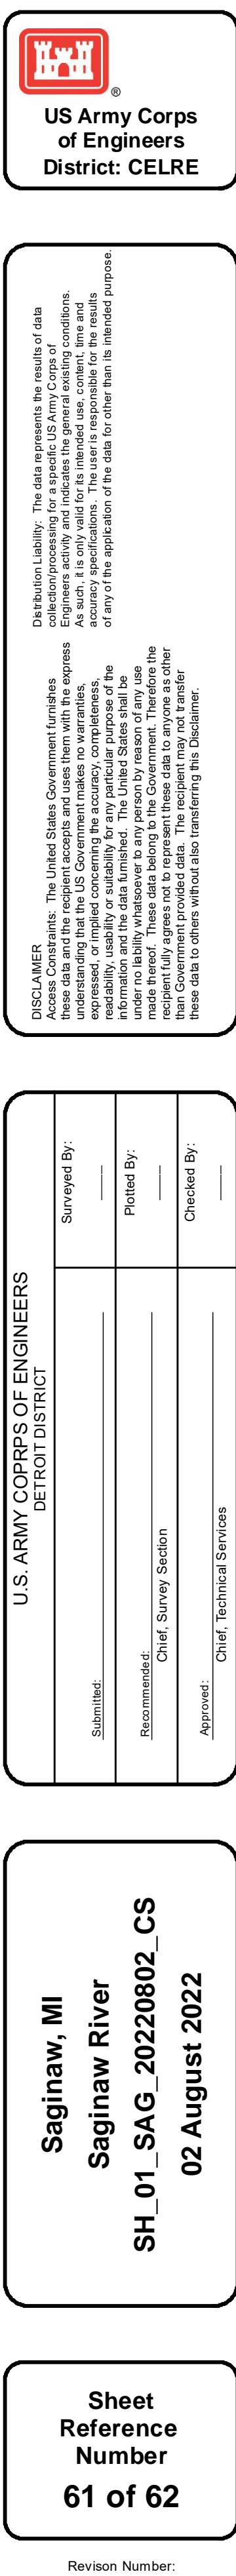 ®
US Army Corps
of Engineers
District: CELRE
DISCLAIMER
Access Constraints: The United States Government furnishes
these data and the recipient accepts and uses them with the express
understanding that the US Government makes no warranties,
expressed, or implied concerning the accuracy, completeness,
readability, usability or suitability for any particular purpose of the
information and the data furnished. The United States shall be
under no liability whatsoever to any person by reason of any use
made thereof. These data belong to the Government. Therefore the
recipient fully agrees not to represent these data to anyone as other
than Government provided data. The recipient may not transfer
these data to others without also transferring this Disclaimer.
Distribution Liability: The data represents the results of data
collection/processing for a specific US Army Corps of
Engineers activity and indicates the general existing conditions.
As such, it is only valid for its intended use, content, time and
accuracy specifications. The user is responsible for the results
of any of the application of the data for other than its intended purpose.
U.S. ARMY COPRPS OF ENGINEERS
DETROIT DISTRICT
Submitted:
Surveyed By:
Recommended:
Chief, Survey Section
Plotted By:
Approved:
Chief, Technical Services
Checked By:
Saginaw, MI
Saginaw River
SH_01_SAG_20220802_CS
02 August 2022
Sheet
Reference
Number
61 of 62
Revison Number: